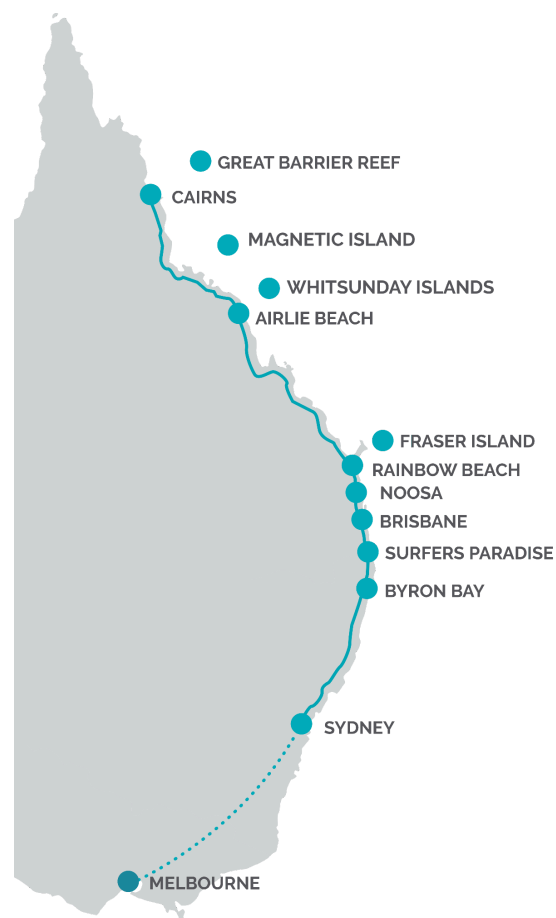 GREAT BARRIER REEF
CAIRNS
MAGNETIC ISLAND
WHITSUNDAY ISLANDS
AIRLIE BEACH
FRASER ISLAND
RAINBOW BEACH
NOOSA
BRISBANE
SURFERS PARADISE
BYRON BAY
SYDNEY
MELBOURNE